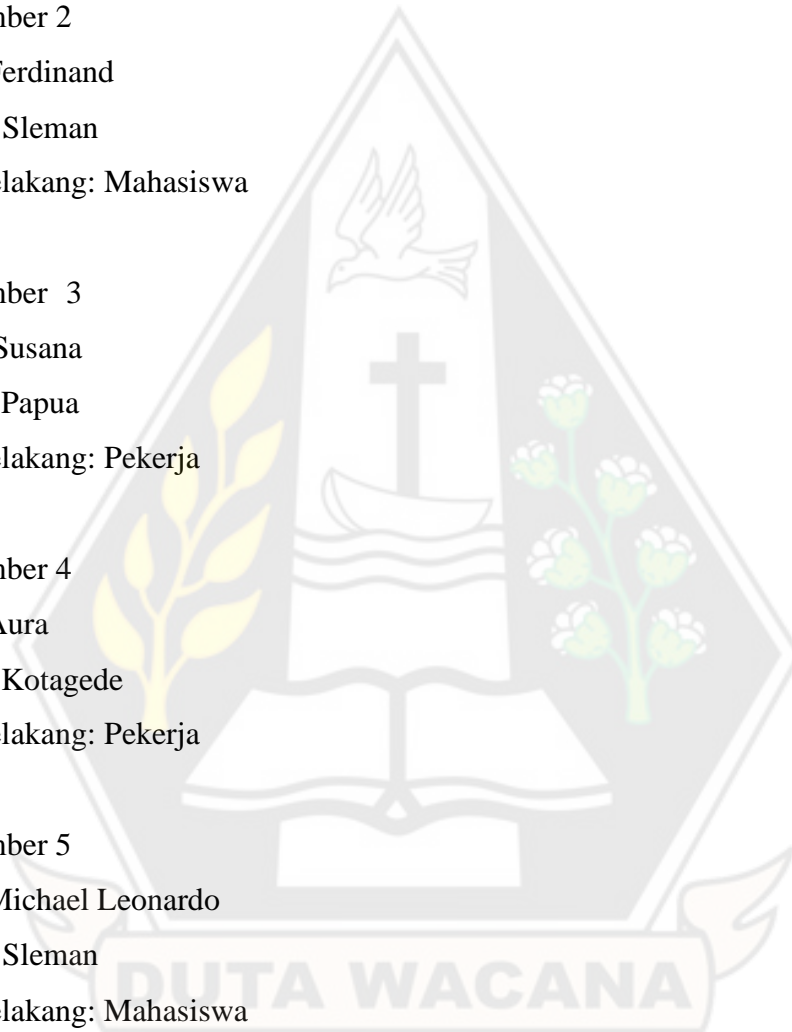 nber 2
Ferdinand
Sleman
elakang: Mahasiswa
nber 3
Susana
Papua
elakang: Pekerja
nber 4
Aura
Kotagede
elakang: Pekerja
nber 5
Michael Leonardo
Sleman
elakang: Mahasiswa
DUTA WACANA